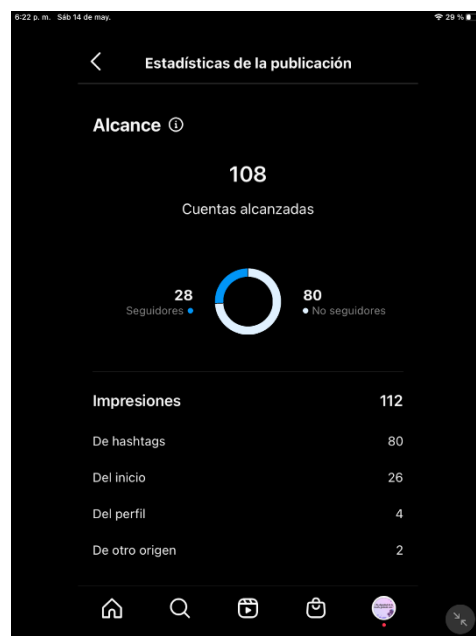 6:22 p. m. Sáb 14 de may. 29 %
Estadísticas de la publicación
Alcance
108
Cuentas alcanzadas
28
Seguidores
80
No seguidores
Impresiones 112
De hashtags 80
Del inicio 26
Del perfil 4
De otro origen 2